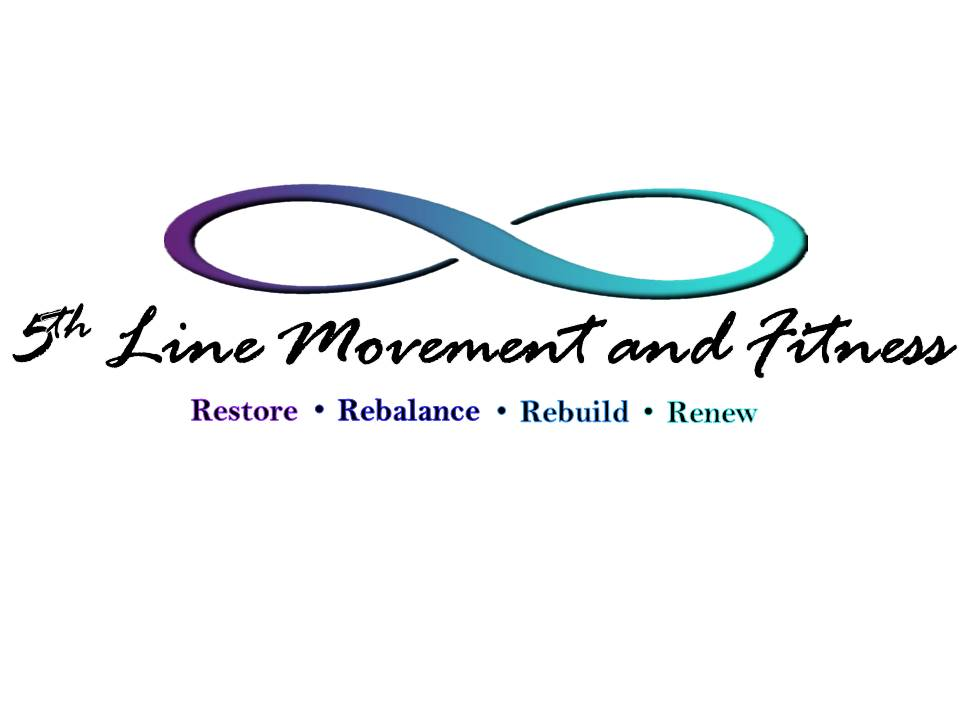 5th Line Movement and Fitness
Restore • Rebalance • Rebuild • Renew